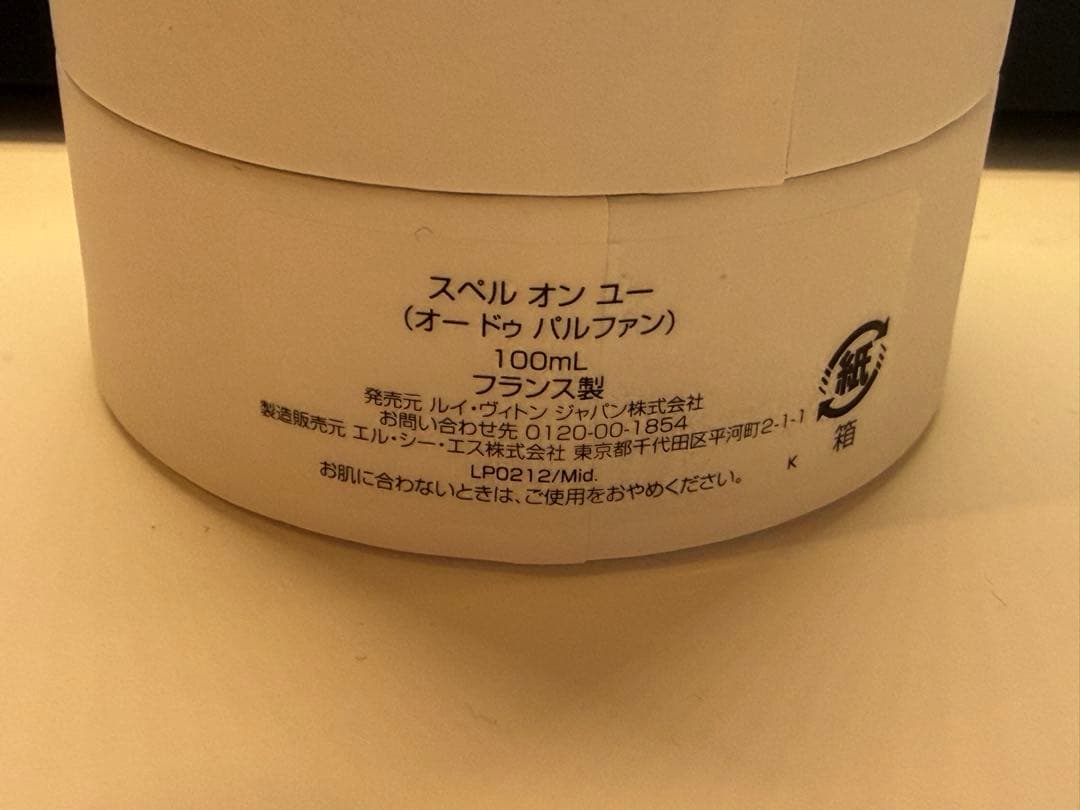 スペル オン ユー
（オー ドゥ パルファン）
100mL
フランス製
発売元 ルイ・ヴィトン ジャパン株式会社
お問い合わせ先 0120-00-1854
製造販売元 エル・シー・エス株式会社 東京都千代田区平河町2-1-1
LP0212/Mid.
お肌に合わないときは、ご使用をおやめください。
K
紙
箱